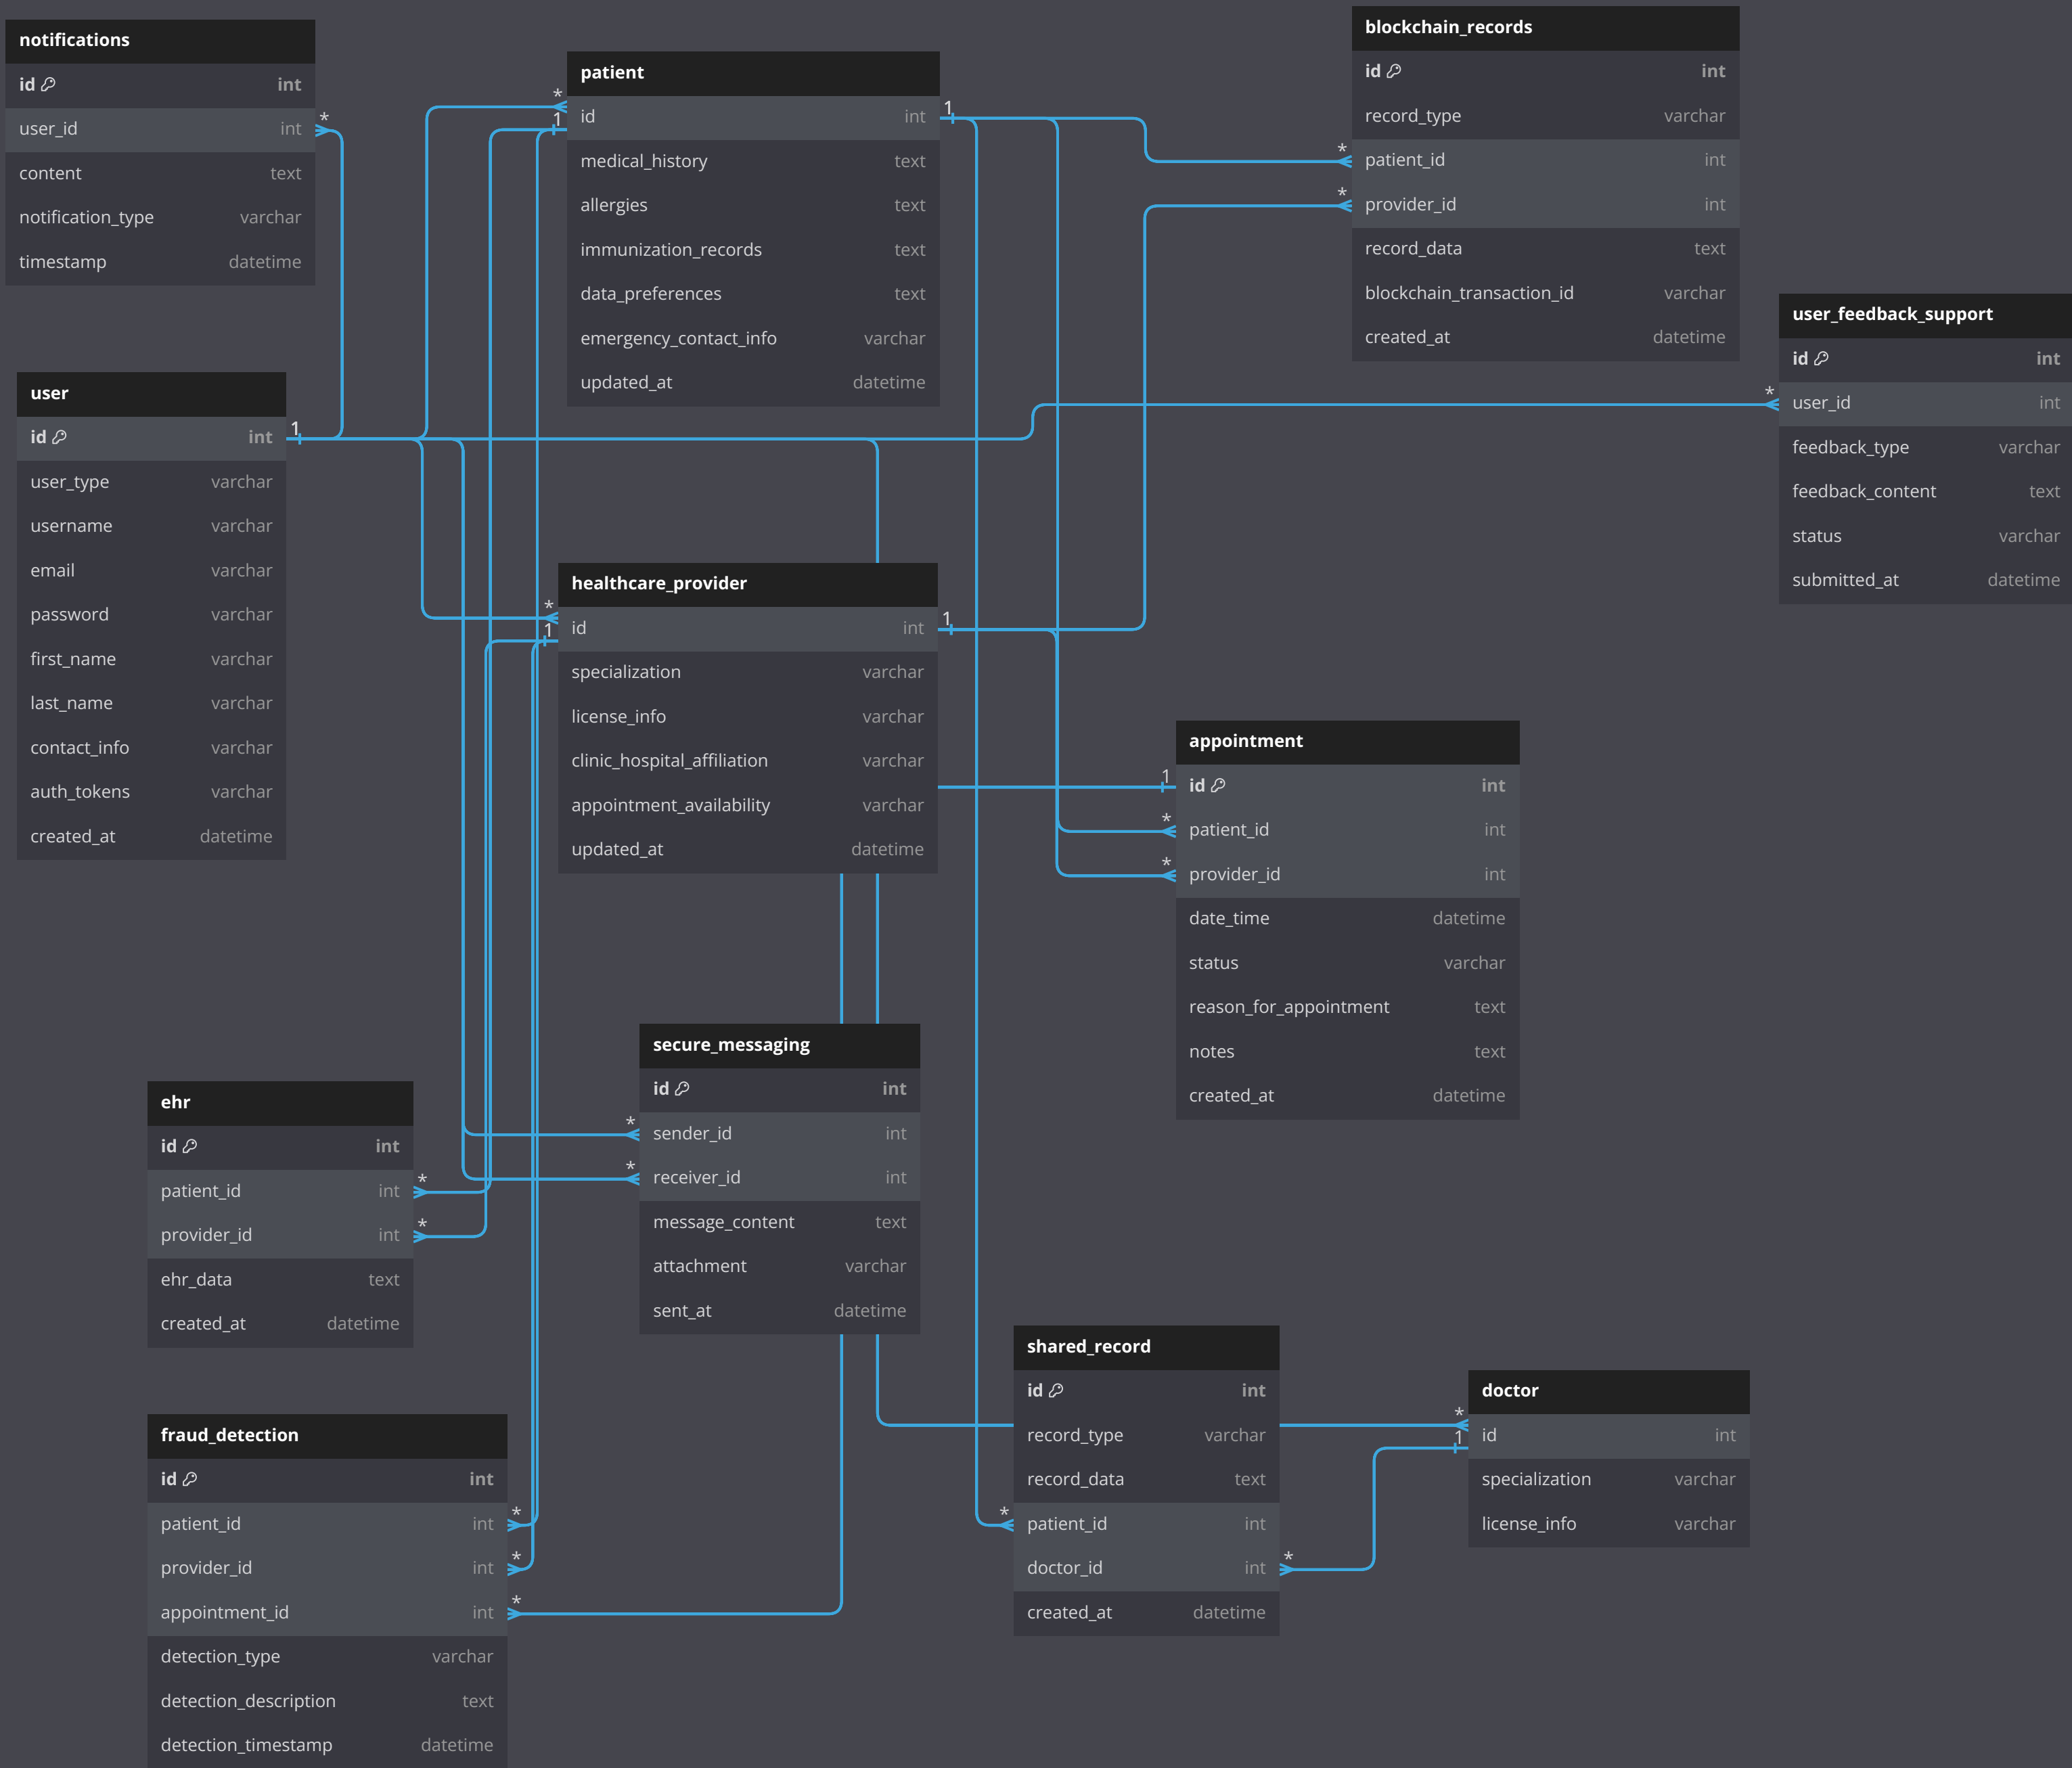 notifications
id int
user_id int
content text
notification_type varchar
timestamp datetime
patient
id int
medical_history text
allergies text
immunization_records text
data_preferences text
emergency_contact_info varchar
updated_at datetime
blockchain_records
id int
record_type varchar
patient_id int
provider_id int
record_data text
blockchain_transaction_id varchar
created_at datetime
user_feedback_support
id int
user_id int
feedback_type varchar
feedback_content text
status varchar
submitted_at datetime
user
id int
user_type varchar
username varchar
email varchar
password varchar
first_name varchar
last_name varchar
contact_info varchar
auth_tokens varchar
created_at datetime
healthcare_provider
id int
specialization varchar
license_info varchar
clinic_hospital_affiliation varchar
appointment_availability varchar
updated_at datetime
appointment
id int
patient_id int
provider_id int
date_time datetime
status varchar
reason_for_appointment text
notes text
created_at datetime
secure_messaging
id int
sender_id int
receiver_id int
message_content text
attachment varchar
sent_at datetime
ehr
id int
patient_id int
provider_id int
ehr_data text
created_at datetime
shared_record
id int
record_type varchar
record_data text
patient_id int
doctor_id int
created_at datetime
doctor
id int
specialization varchar
license_info varchar
fraud_detection
id int
patient_id int
provider_id int
appointment_id int
detection_type varchar
detection_description text
detection_timestamp datetime
*
*
1
1
*
*
*
1
*
1
1
1
*
*
*
*
*
*
*
1
*
*
*
*
*